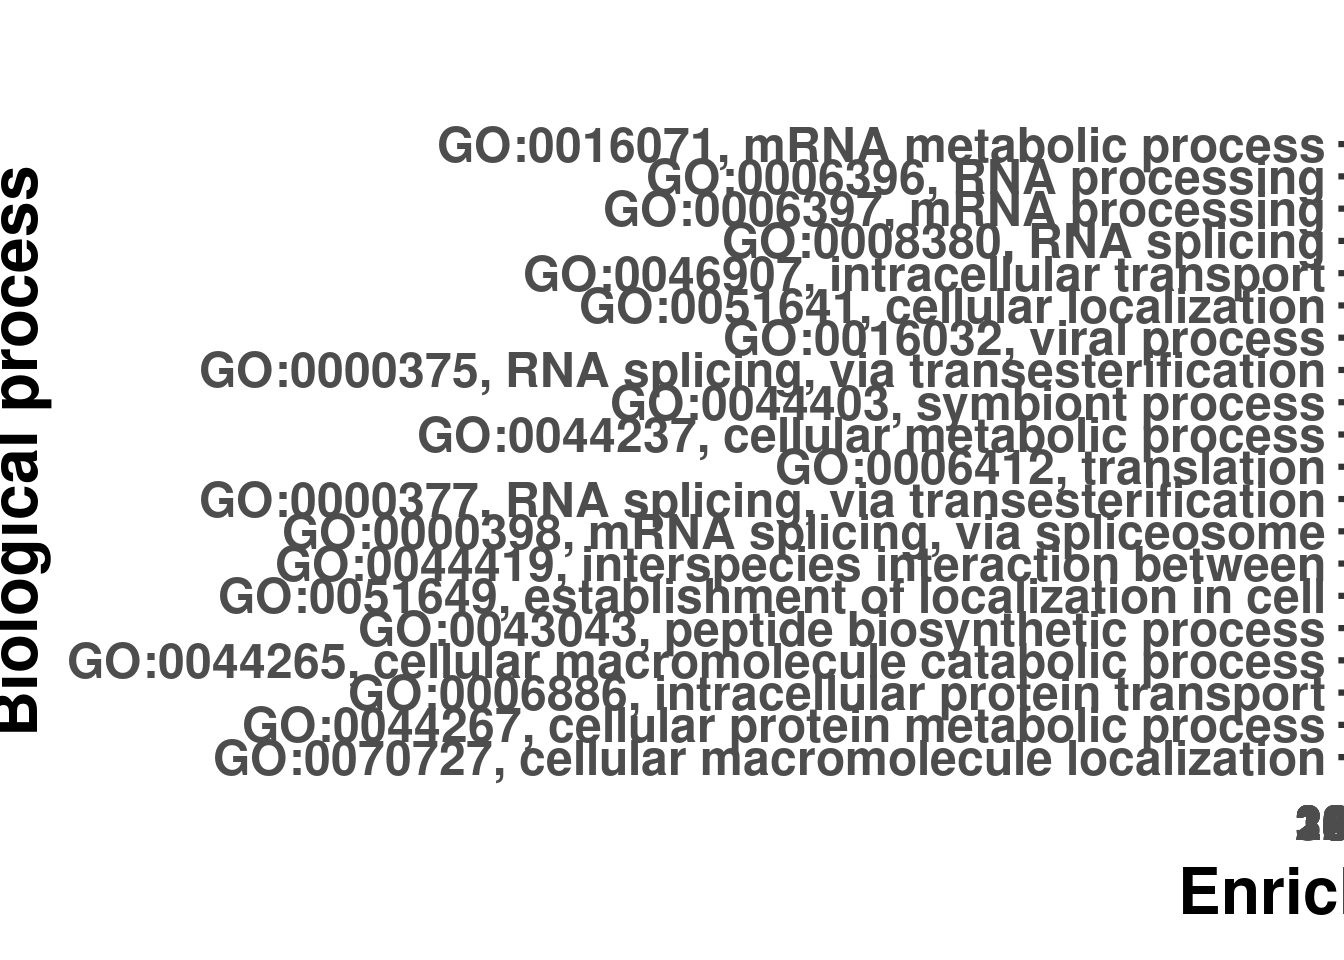 Biological process
GO:0016071, mRNA metabolic process
GO:0006396, RNA processing
GO:0006397, mRNA processing
GO:0008380, RNA splicing
GO:0046907, intracellular transport
GO:0051641, cellular localization
GO:0016032, viral process
GO:0000375, RNA splicing, via transesterification
GO:0044403, symbiont process
GO:0044237, cellular metabolic process
GO:0006412, translation
GO:0000377, RNA splicing, via transesterification
GO:0000398, mRNA splicing, via spliceosome
GO:0044419, interspecies interaction between
GO:0051649, establishment of localization in cell
GO:0043043, peptide biosynthetic process
GO:0044265, cellular macromolecule catabolic process
GO:0006886, intracellular protein transport
GO:0044267, cellular protein metabolic process
GO:0070727, cellular macromolecule localization